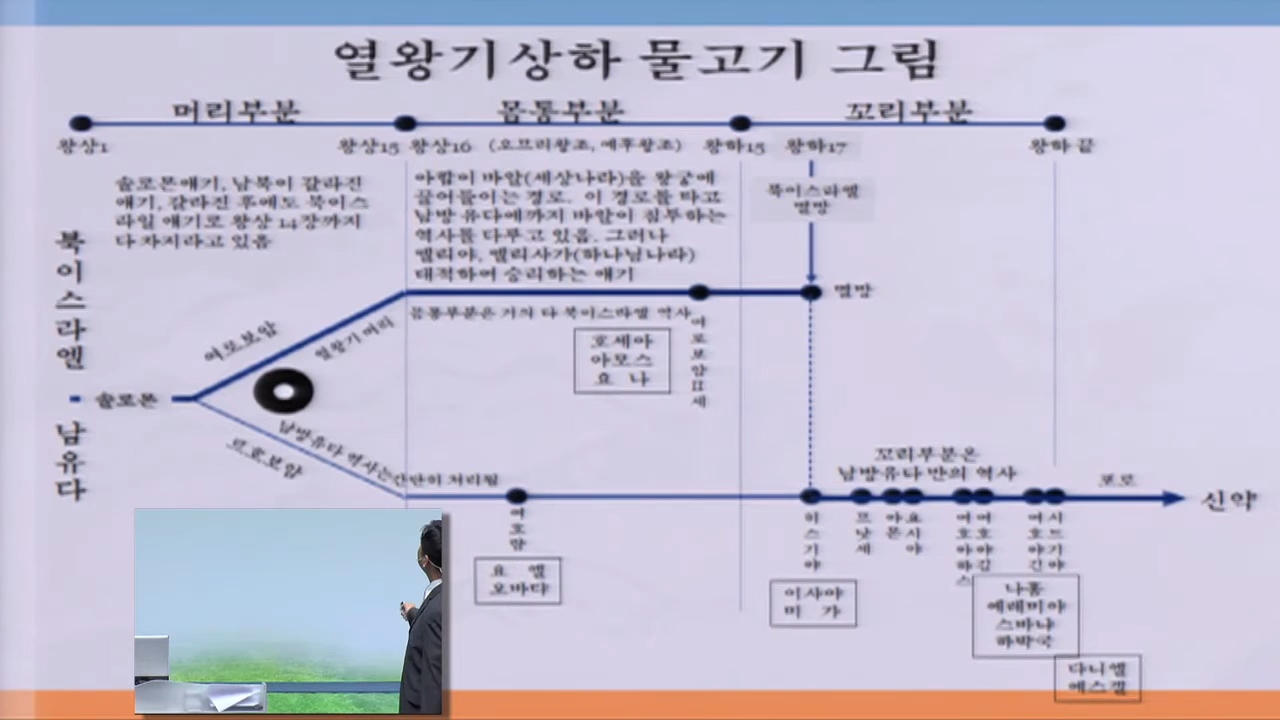 열왕기상하 물고기 그림
머리부분 몸통부분 꼬리부분
왕상1 왕상15 왕상16 (오므리왕조, 예후왕조) 왕하15 왕하17 왕하 끝
솔로몬얘기, 남북이 갈라진
얘기, 갈라진 후에도 북이스
라일 얘기로 왕상 14장까지
다 차지라고 있음
아합이 바알(세상나라)을 왕궁에
끌어들이는 경로. 이 경로를 타고
남방 유다에까지 바알이 침투하는
역사를 다루고 있음. 그러나
엘리야, 엘리사가(하나님나라)
대적하여 승리하는 얘기
북이스라엘
멸망
북이스라엘
멸망
몸통부분은 거의 다 북이스라엘 역사
여로보암
열왕기 머리
호세아
아모스
요 나
여로보암II세
솔로몬
남유다
남방유다 역사는간단히 처리됨
르호보암
꼬리부분은
남방유다 만의 역사
포로
신약
여호람
요 엘
오바댜
히스기야
므낫세
아몬
요시야
여호아하스
여호야김
여호야긴
시드기야
이사야
미 가
나훔
예레미야
스바냐
하박국
다니엘
에스겔